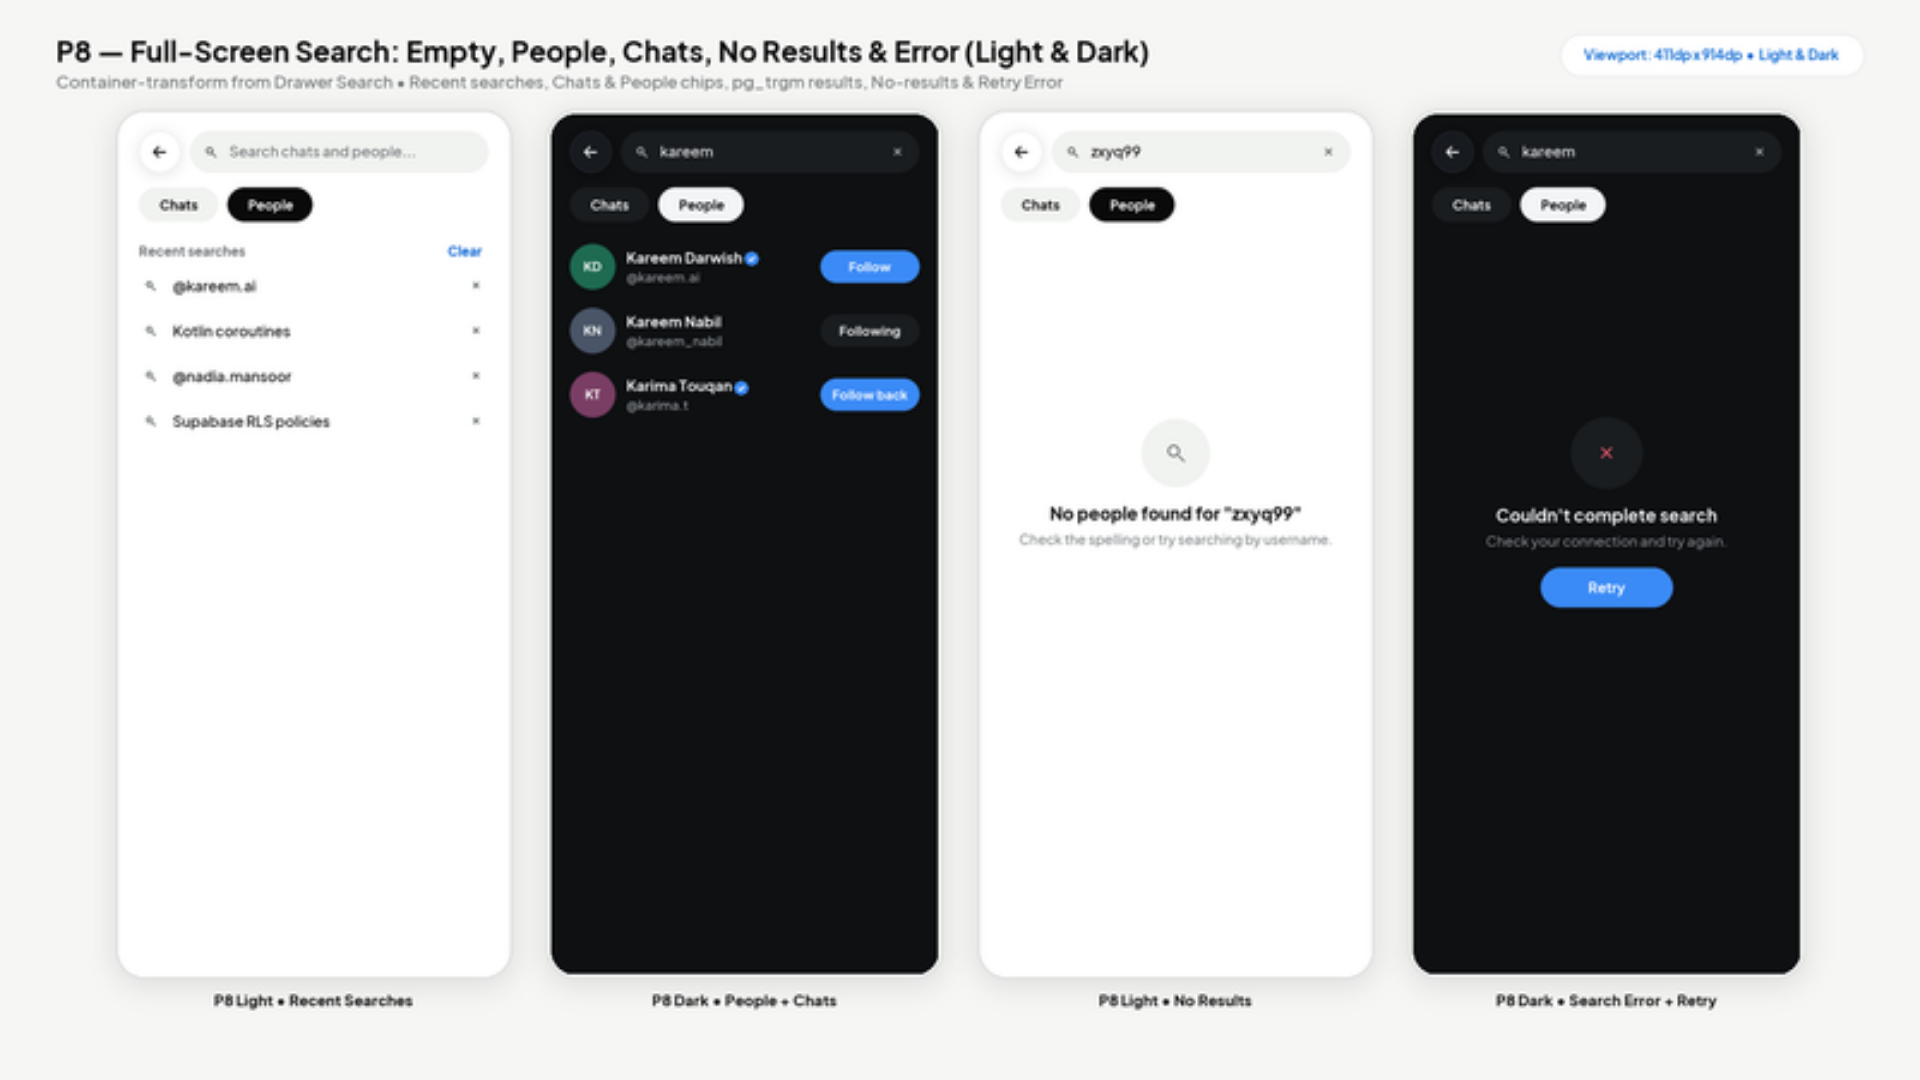 P8 — Full-Screen Search: Empty, People, Chats, No Results & Error (Light & Dark)
Container-transform from Drawer Search • Recent searches, Chats & People chips, pg_trgm results, No-results & Retry Error
Viewport: 411dp x 914dp • Light & Dark
Search chats and people...
Chats
People
Recent searches
Clear
@kareem.ai
Kotlin coroutines
@nadia.mansoor
Supabase RLS policies
P8 Light • Recent Searches
kareem
Chats
People
KD
Kareem Darwish
@kareem.ai
Follow
KN
Kareem Nabil
@kareem_nabil
Following
KT
Karima Touqan
@karima.t
Follow back
P8 Dark • People + Chats
zxyq99
Chats
People
No people found for "zxyq99"
Check the spelling or try searching by username.
P8 Light • No Results
kareem
Chats
People
Couldn't complete search
Check your connection and try again.
Retry
P8 Dark • Search Error + Retry